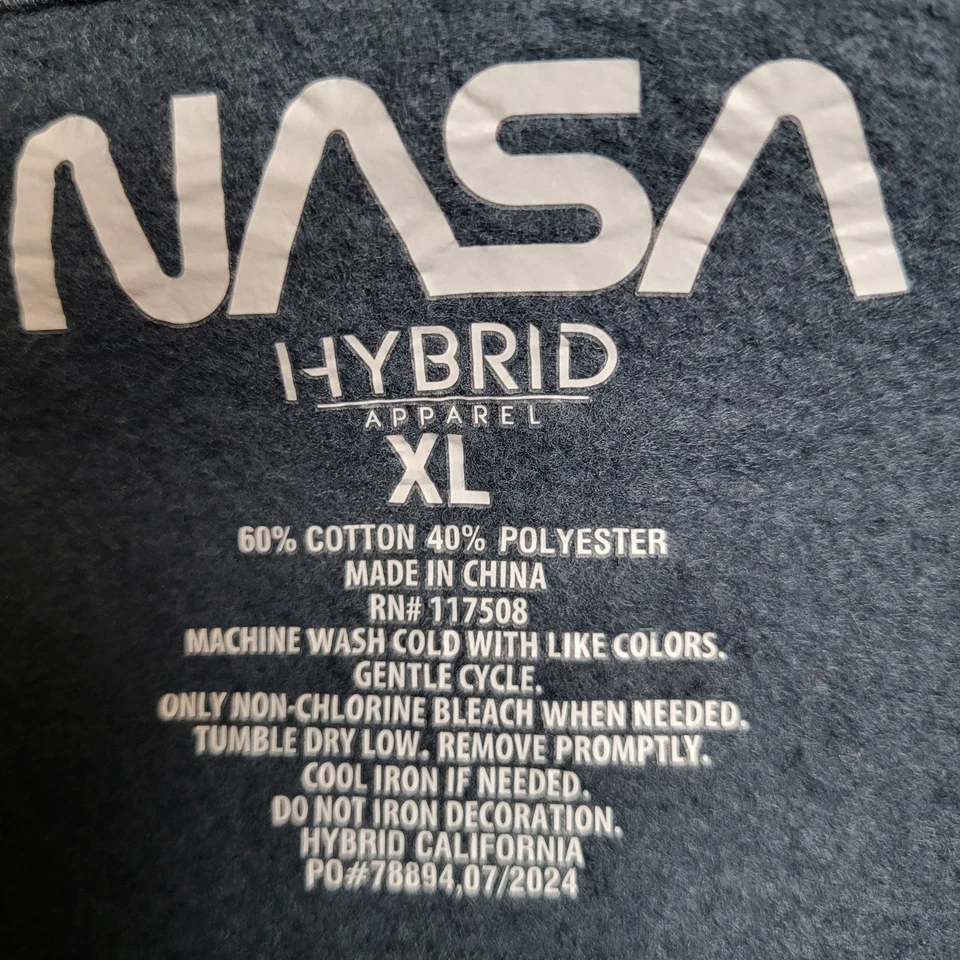 NASA
HYBRID
APPAREL
XL
60% COTTON 40% POLYESTER
MADE IN CHINA
RN# 117508
MACHINE WASH COLD WITH LIKE COLORS.
GENTLE CYCLE.
ONLY NON-CHLORINE BLEACH WHEN NEEDED.
TUMBLE DRY LOW. REMOVE PROMPTLY.
COOL IRON IF NEEDED.
DO NOT IRON DECORATION.
HYBRID CALIFORNIA
PO#78894,07/2024